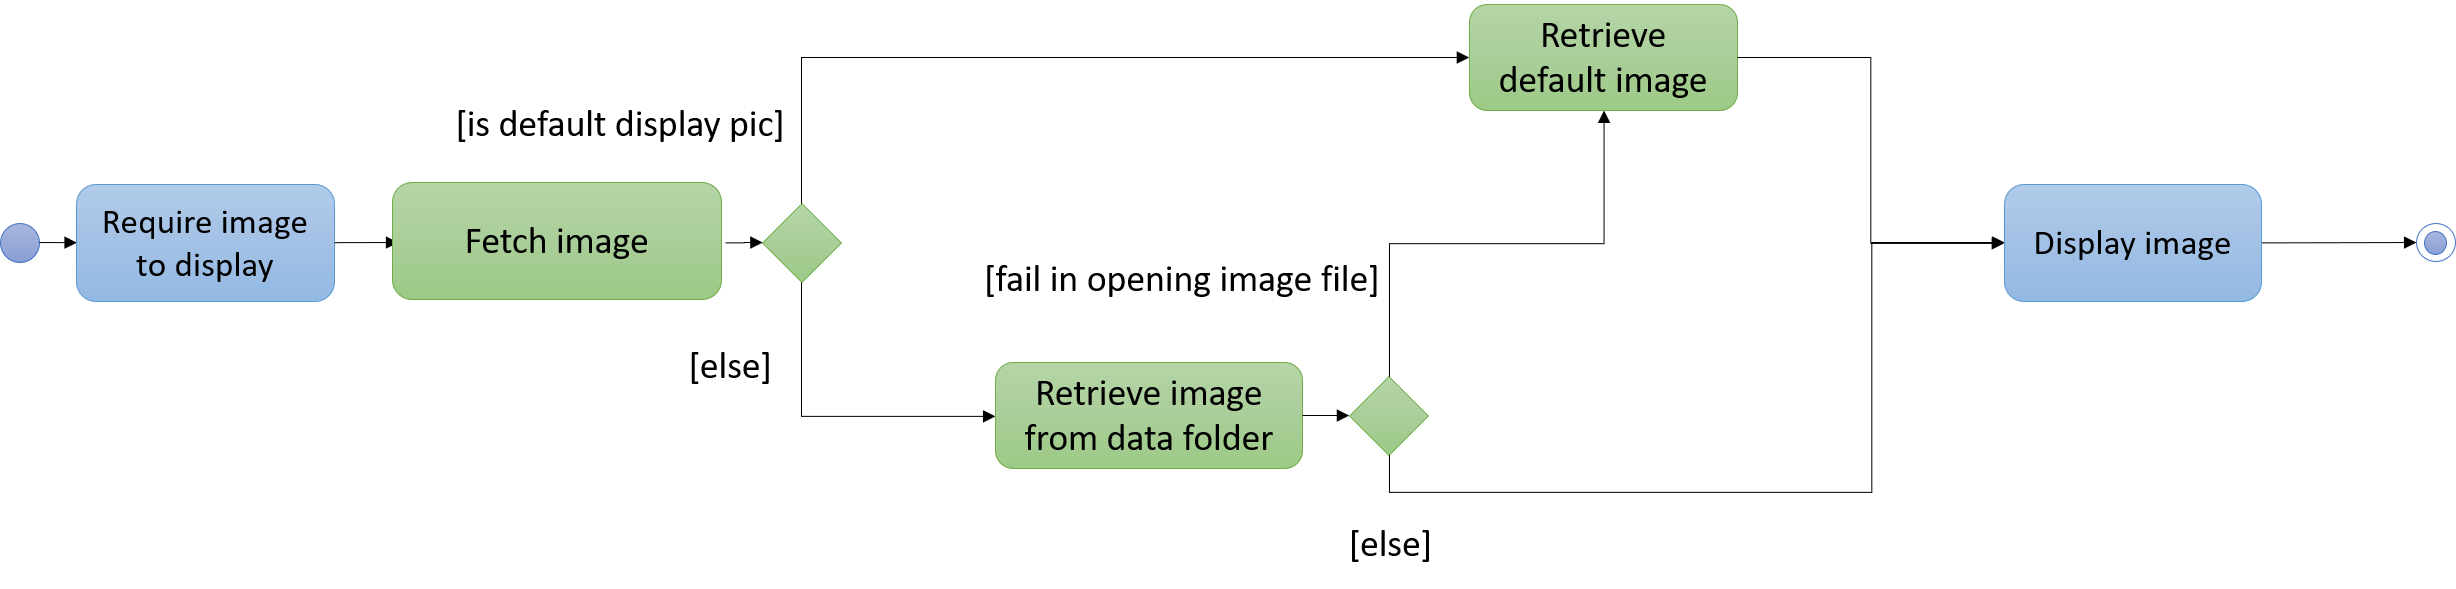 Retrieve
default image
[is default display pic]
Require image
to display
Fetch image
Display image
[fail in opening image file]
[else]
Retrieve image
from data folder
[else]